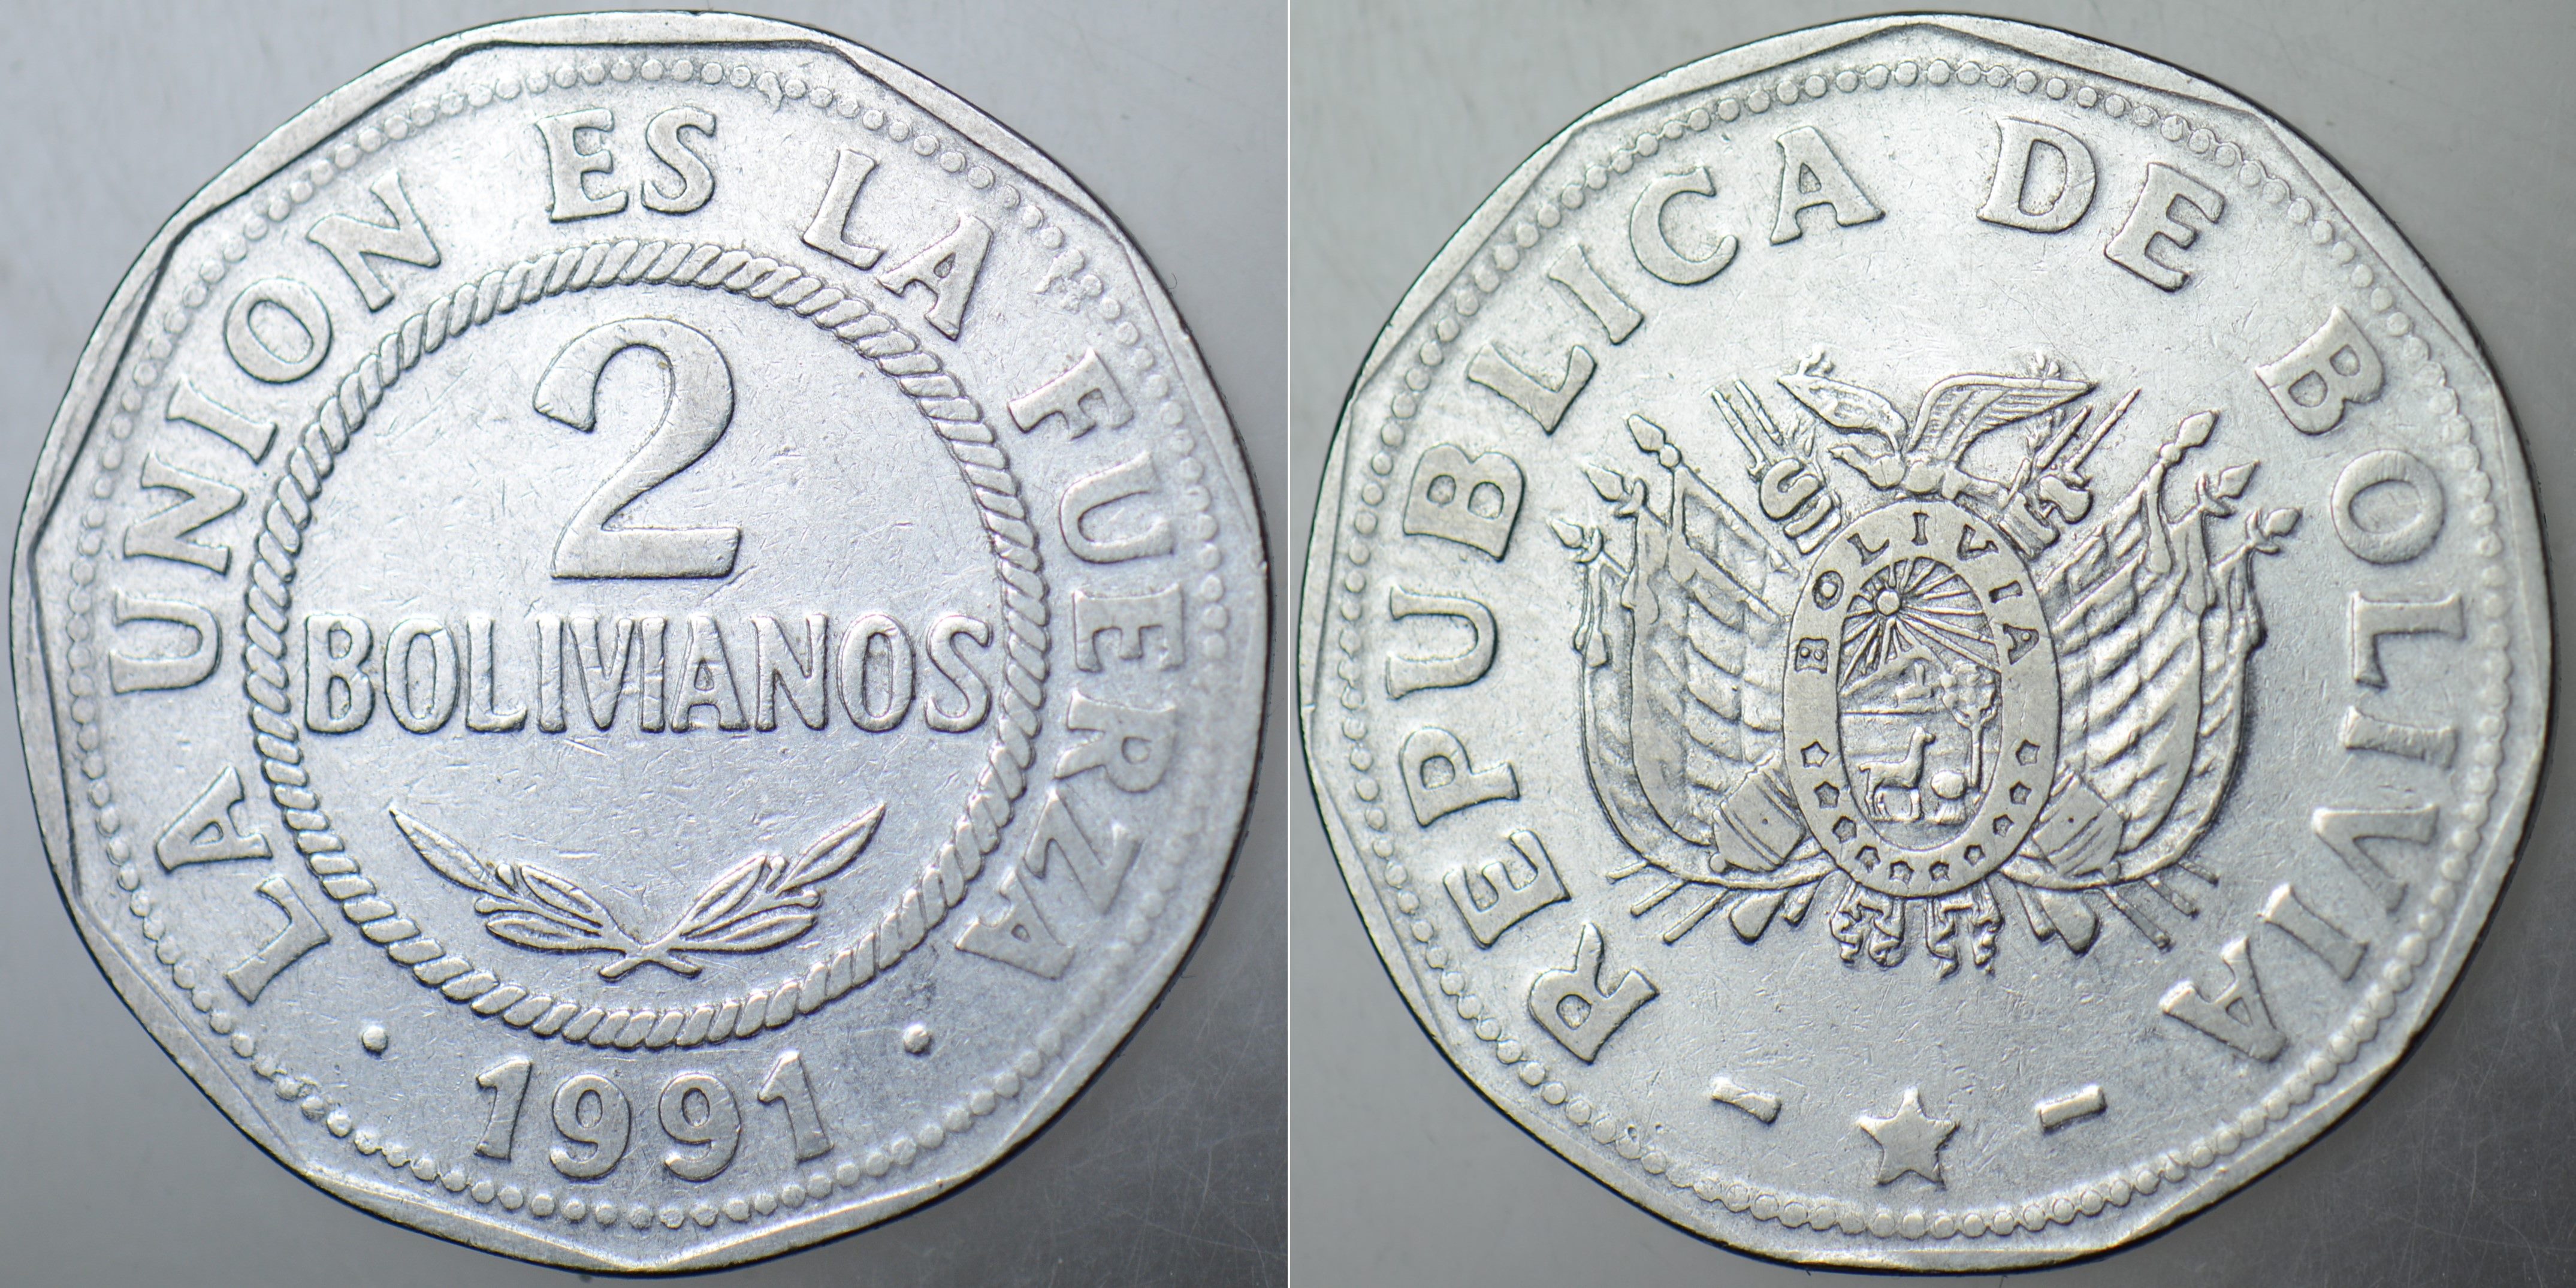 LA UNION ES LA FUERZA
2
BOLIVIANOS
1991
REPUBLICA DE BOLIVIA
BOLIVIA